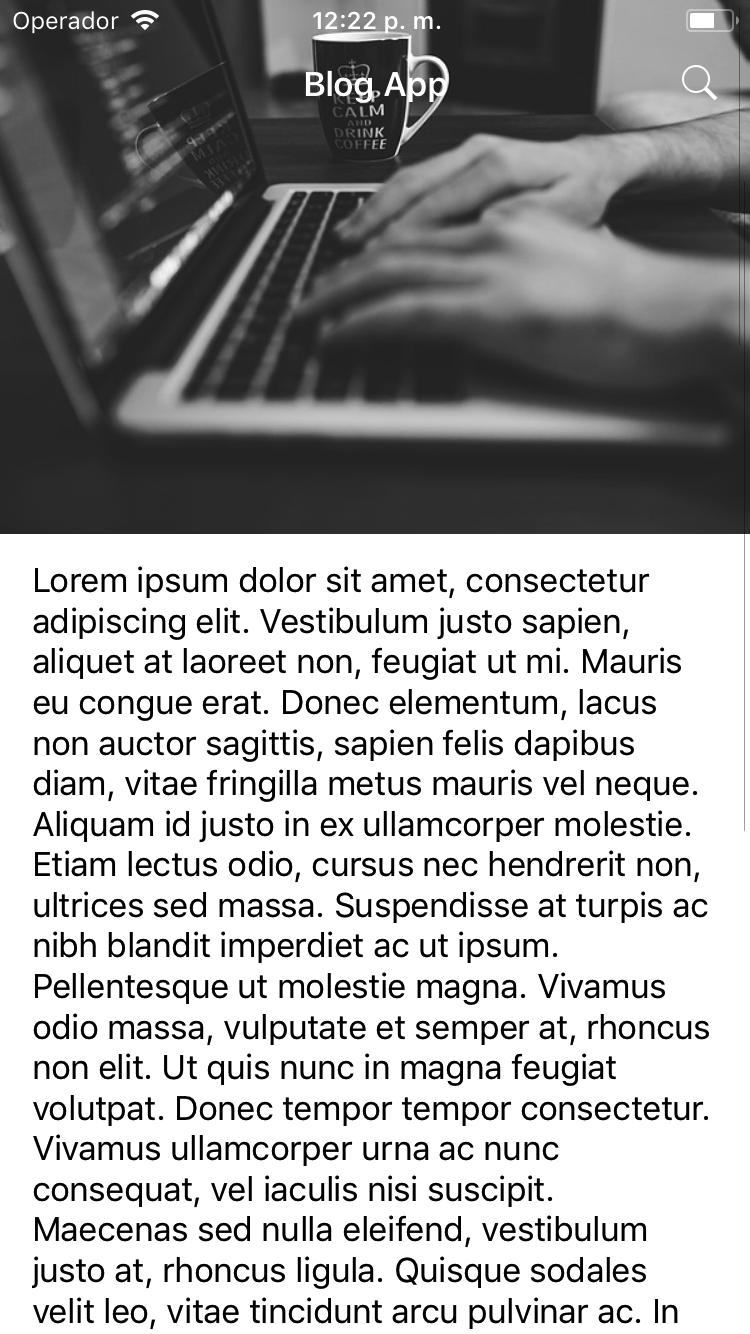 Operador
12:22 p. m.
Blog App
KEEP
CALM
AND
DRINK
COFFEE
Lorem ipsum dolor sit amet, consectetur
adipiscing elit. Vestibulum justo sapien,
aliquet at laoreet non, feugiat ut mi. Mauris
eu congue erat. Donec elementum, lacus
non auctor sagittis, sapien felis dapibus
diam, vitae fringilla metus mauris vel neque.
Aliquam id justo in ex ullamcorper molestie.
Etiam lectus odio, cursus nec hendrerit non,
ultrices sed massa. Suspendisse at turpis ac
nibh blandit imperdiet ac ut ipsum.
Pellentesque ut molestie magna. Vivamus
odio massa, vulputate et semper at, rhoncus
non elit. Ut quis nunc in magna feugiat
volutpat. Donec tempor tempor consectetur.
Vivamus ullamcorper urna ac nunc
consequat, vel iaculis nisi suscipit.
Maecenas sed nulla eleifend, vestibulum
justo at, rhoncus ligula. Quisque sodales
velit leo, vitae tincidunt arcu pulvinar ac. In